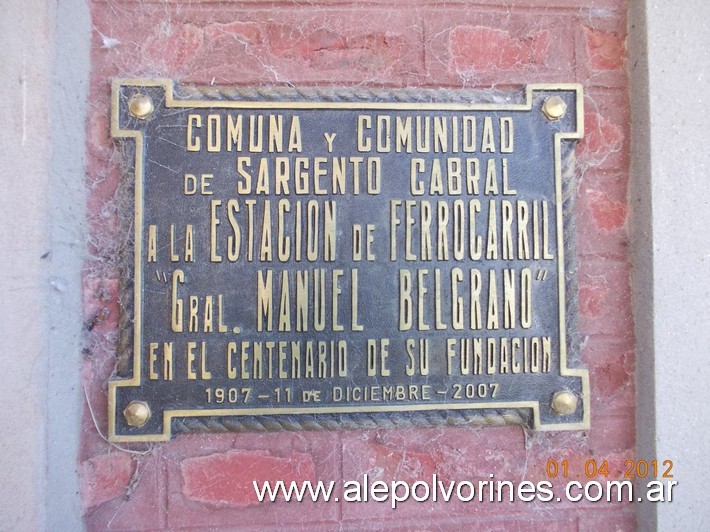 COMUNA Y COMUNIDAD
DE SARGENTO CABRAL
A LA ESTACION DE FERROCARRIL
"GRAL. MANUEL BELGRANO"
EN EL CENTENARIO DE SU FUNDACION
1907 - 11 DE DICIEMBRE - 2007
01.04.2012
www.alepolvorines.com.ar